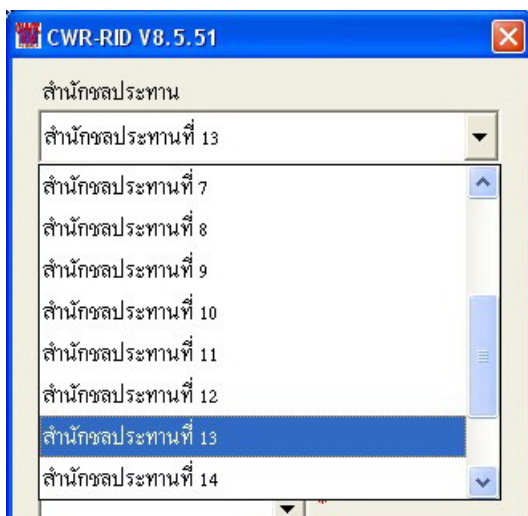 CWR-RID V8.5.51
สำนักชลประทาน
สำนักชลประทานที่ 13
สำนักชลประทานที่ 7
สำนักชลประทานที่ 8
สำนักชลประทานที่ 9
สำนักชลประทานที่ 10
สำนักชลประทานที่ 11
สำนักชลประทานที่ 12
สำนักชลประทานที่ 13
สำนักชลประทานที่ 14
*